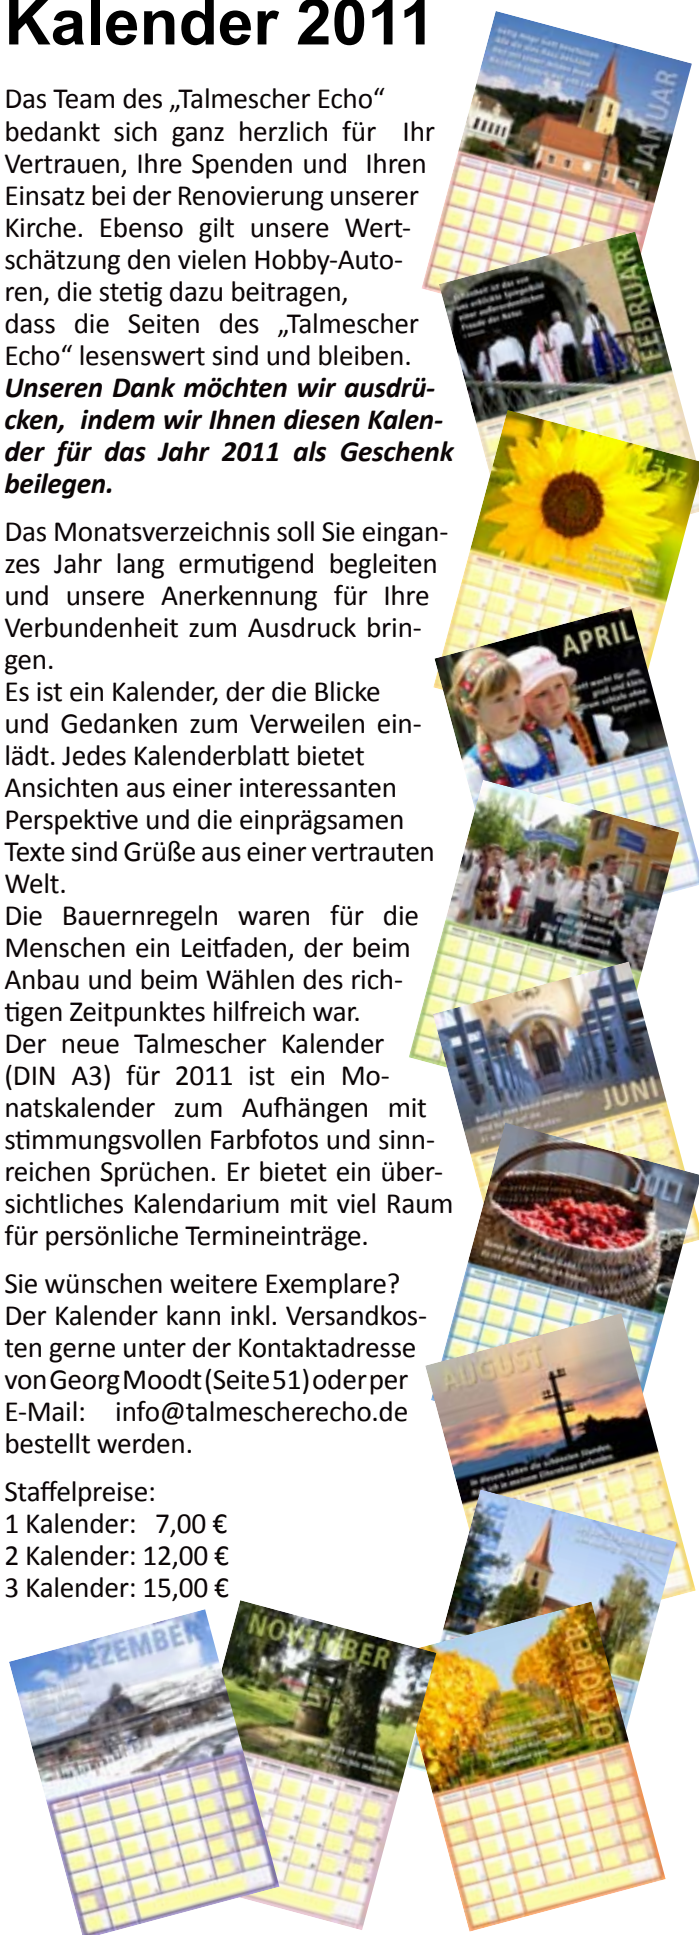 Kalender 2011
Das Team des „Talmescher Echo“
bedankt sich ganz herzlich für Ihr
Vertrauen, Ihre Spenden und Ihren
Einsatz bei der Renovierung unserer
Kirche. Ebenso gilt unsere Wert-
schätzung den vielen Hobby-Auto-
ren, die stetig dazu beitragen,
dass die Seiten des „Talmescher
Echo“ lesenswert sind und bleiben.
Unseren Dank möchten wir ausdrü-
cken, indem wir Ihnen diesen Kalen-
der für das Jahr 2011 als Geschenk
beilegen.
Das Monatsverzeichnis soll Sie eingan-
zes Jahr lang ermutigend begleiten
und unsere Anerkennung für Ihre
Verbundenheit zum Ausdruck brin-
gen.
Es ist ein Kalender, der die Blicke
und Gedanken zum Verweilen ein-
lädt. Jedes Kalenderblatt bietet
Ansichten aus einer interessanten
Perspektive und die einprägsamen
Texte sind Grüße aus einer vertrauten
Welt.
Die Bauernregeln waren für die
Menschen ein Leitfaden, der beim
Anbau und beim Wählen des rich-
tigen Zeitpunktes hilfreich war.
Der neue Talmescher Kalender
(DIN A3) für 2011 ist ein Mo-
natskalender zum Aufhängen mit
stimmungsvollen Farbfotos und sinn-
reichen Sprüchen. Er bietet ein über-
sichtliches Kalendarium mit viel Raum
für persönliche Termineinträge.
Sie wünschen weitere Exemplare?
Der Kalender kann inkl. Versandkos-
ten gerne unter der Kontaktadresse
von Georg Moodt (Seite 51) oder per
E-Mail: info@talmescherecho.de
bestellt werden.
Staffelpreise:
1 Kalender: 7,00 €
2 Kalender: 12,00 €
3 Kalender: 15,00 €
JANUAR
FEBRUAR
März
APRIL
MAI
JUNI
JULI
AUGUST
in diesem Leben die schönsten Stunden,
OKTOBER
NOVEMBER
DEZEMBER